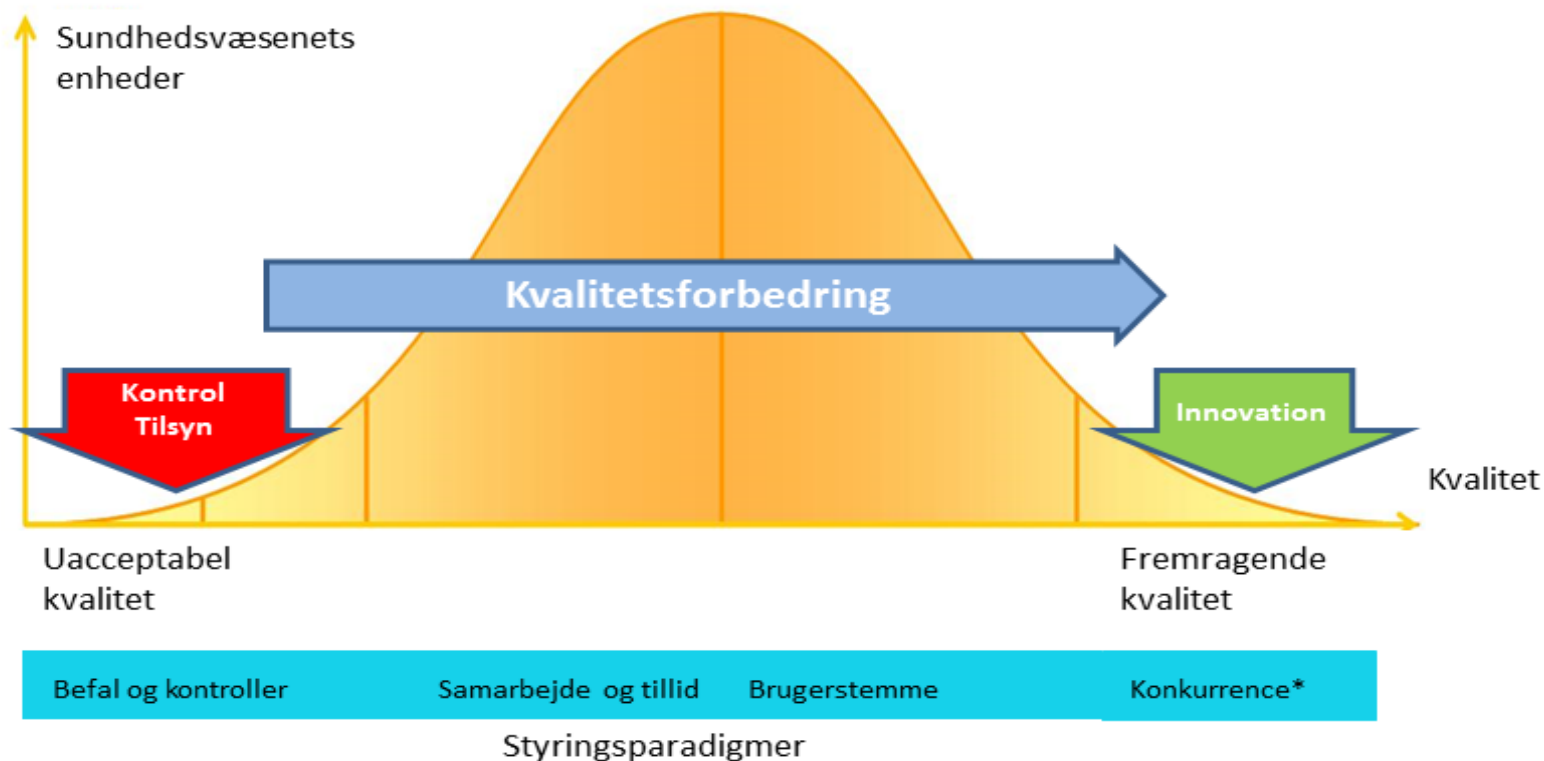 Sundhedsvæsenets
enheder
Kvalitetsforbedring
Kontrol
Tilsyn
Innovation
Kvalitet
Uacceptabel
kvalitet
Fremragende
kvalitet
Befal og kontroller
Samarbejde og tillid
Brugerstemme
Konkurrence*
Styringsparadigmer